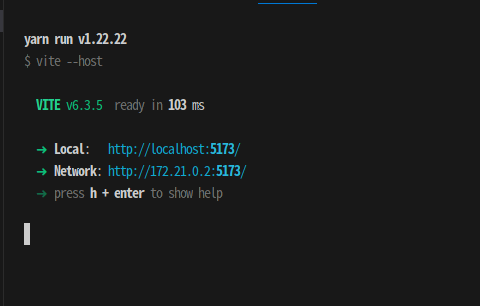 yarn run v1.22.22
$ vite --host
VITE v6.3.5 ready in 103 ms
➜ Local: http://localhost:5173/
➜ Network: http://172.21.0.2:5173/
➜ press h + enter to show help